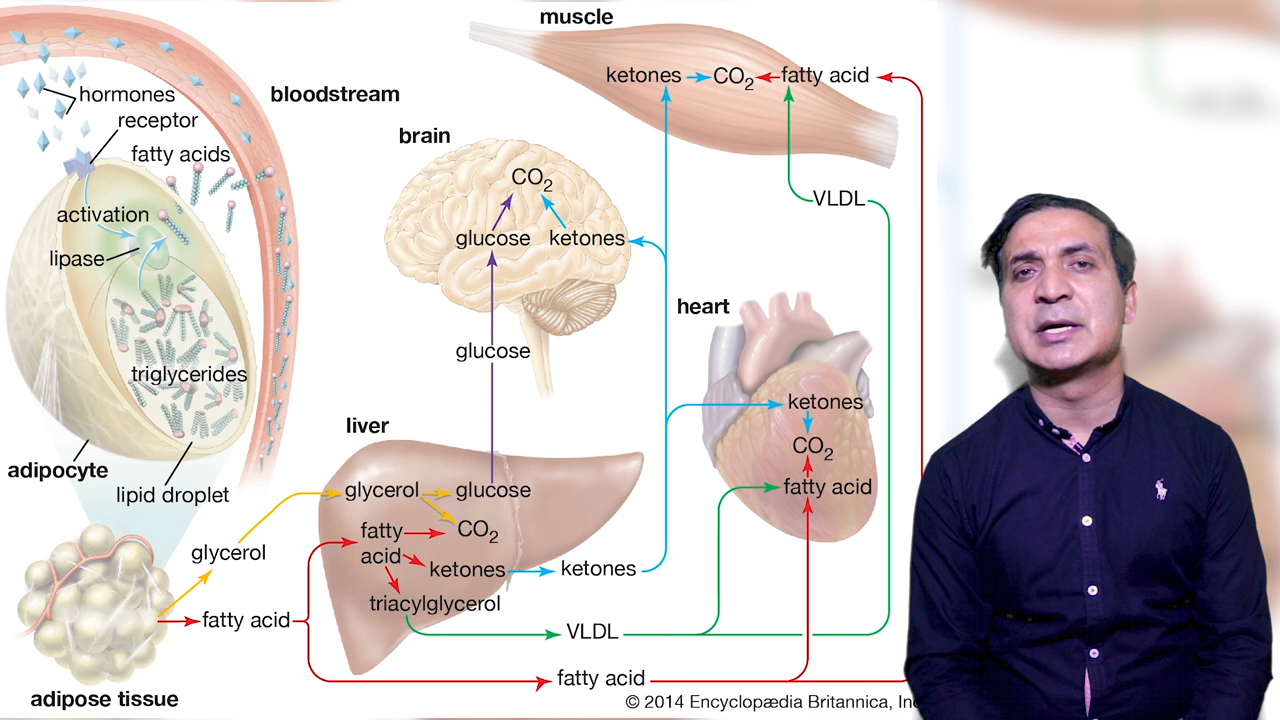 muscle
ketones CO2 fatty acid
hormones
bloodstream
receptor
brain
fatty acids
CO2
VLDL
activation
glucose ketones
lipase
heart
glucose
triglycerides
ketones
liver
CO2
adipocyte
lipid droplet
glycerol glucose
fatty acid
fatty
acid
CO2
glycerol
ketones
ketones
triacylglycerol
fatty acid
VLDL
fatty acid
adipose tissue
© 2014 Encyclopædia Britannica, In